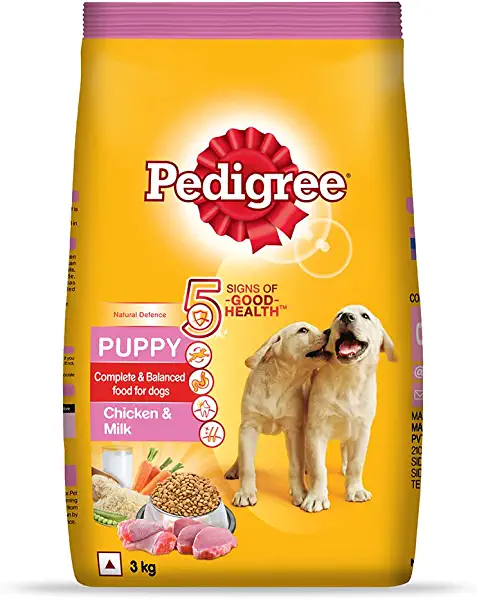 Pedigree®
5 SIGNS OF
-GOOD-
HEALTH™
Natural Defence
PUPPY
Complete & Balanced
food for dogs
Chicken &
Milk
3 kg